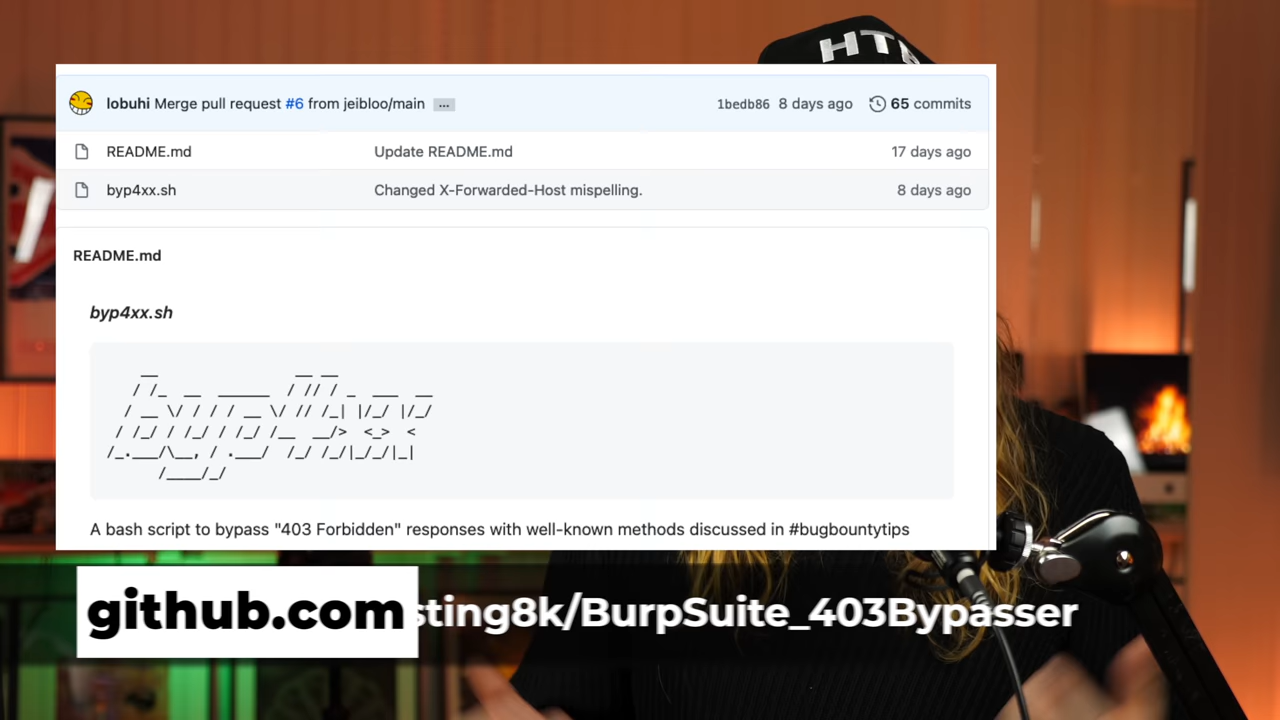 HT
lobuhi Merge pull request #6 from jeibloo/main ... 1bedb86 8 days ago 65 commits
README.md Update README.md 17 days ago
byp4xx.sh Changed X-Forwarded-Host mispelling. 8 days ago
README.md
byp4xx.sh
A bash script to bypass "403 Forbidden" responses with well-known methods discussed in #bugbountytips
github.com sting8k/BurpSuite_403Bypasser